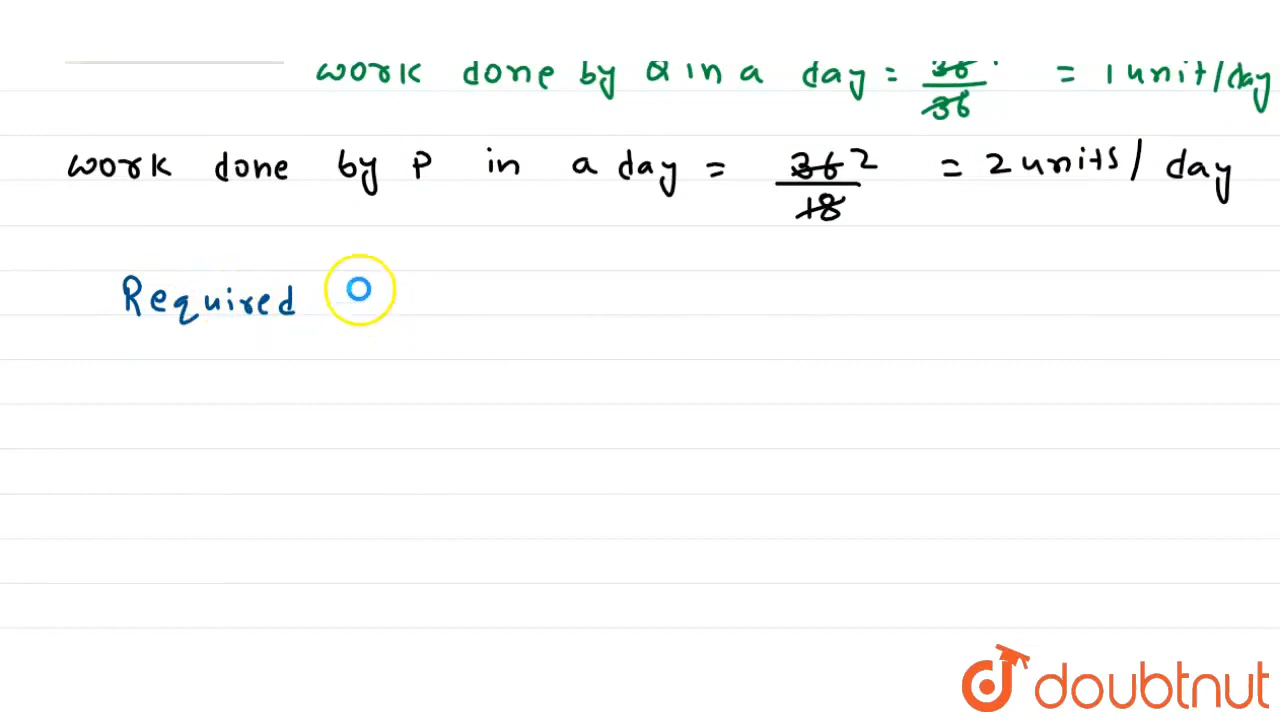 work done by Q in a day = 36/36 = 1 unit/day
work done by P in a day = 36/18 2 = 2 units/day
Required
doubtnut